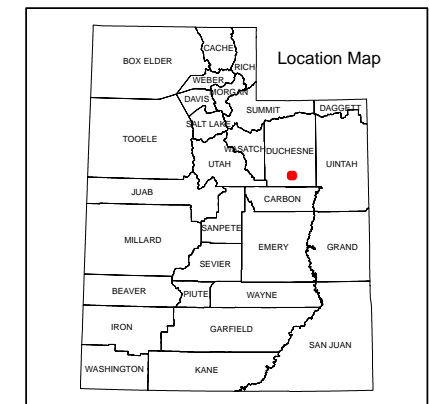 Location Map
CACHE
BOX ELDER
RICH
WEBER
MORGAN
DAVIS
SUMMIT
DAGGETT
SALT LAKE
TOOELE
WASATCH
DUCHESNE
UTAH
UINTAH
JUAB
CARBON
SANPETE
MILLARD
EMERY
GRAND
SEVIER
BEAVER
PIUTE
WAYNE
IRON
GARFIELD
SAN JUAN
WASHINGTON
KANE